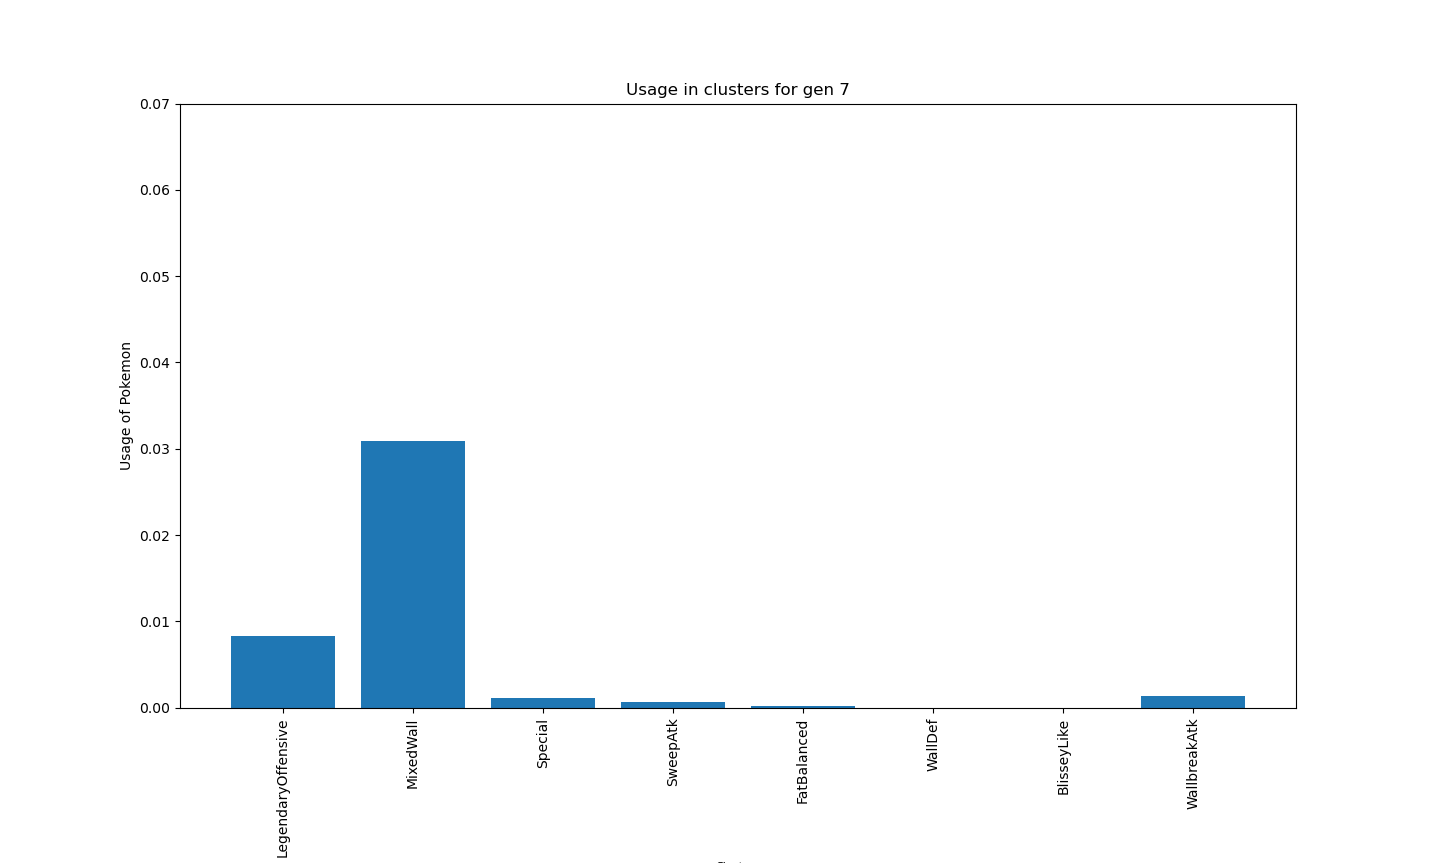 Usage in clusters for gen 7
0.07
0.06
0.05
0.04
0.03
0.02
0.01
0.00
Usage of Pokemon
LegendaryOffensive
MixedWall
Special
SweepAtk
FatBalanced
WallDef
BlisseyLike
WallbreakAtk